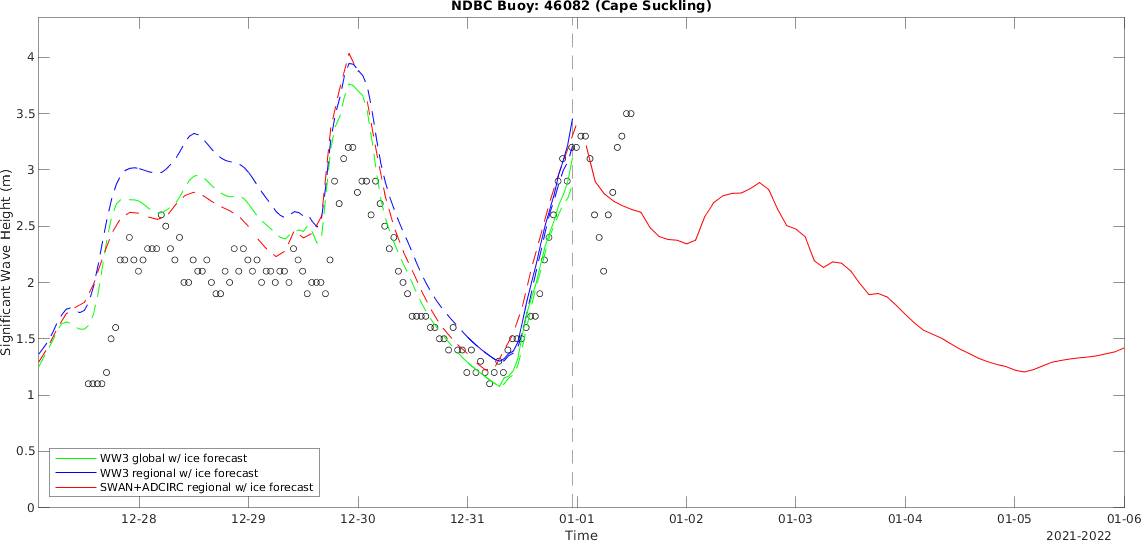 NDBC Buoy: 46082 (Cape Suckling)
Significant Wave Height (m)
4
3.5
3
2.5
2
1.5
1
0.5
0
WW3 global w/ ice forecast
WW3 regional w/ ice forecast
SWAN+ADCIRC regional w/ ice forecast
12-28 12-29 12-30 12-31 01-01 01-02 01-03 01-04 01-05 01-06
Time
2021-2022